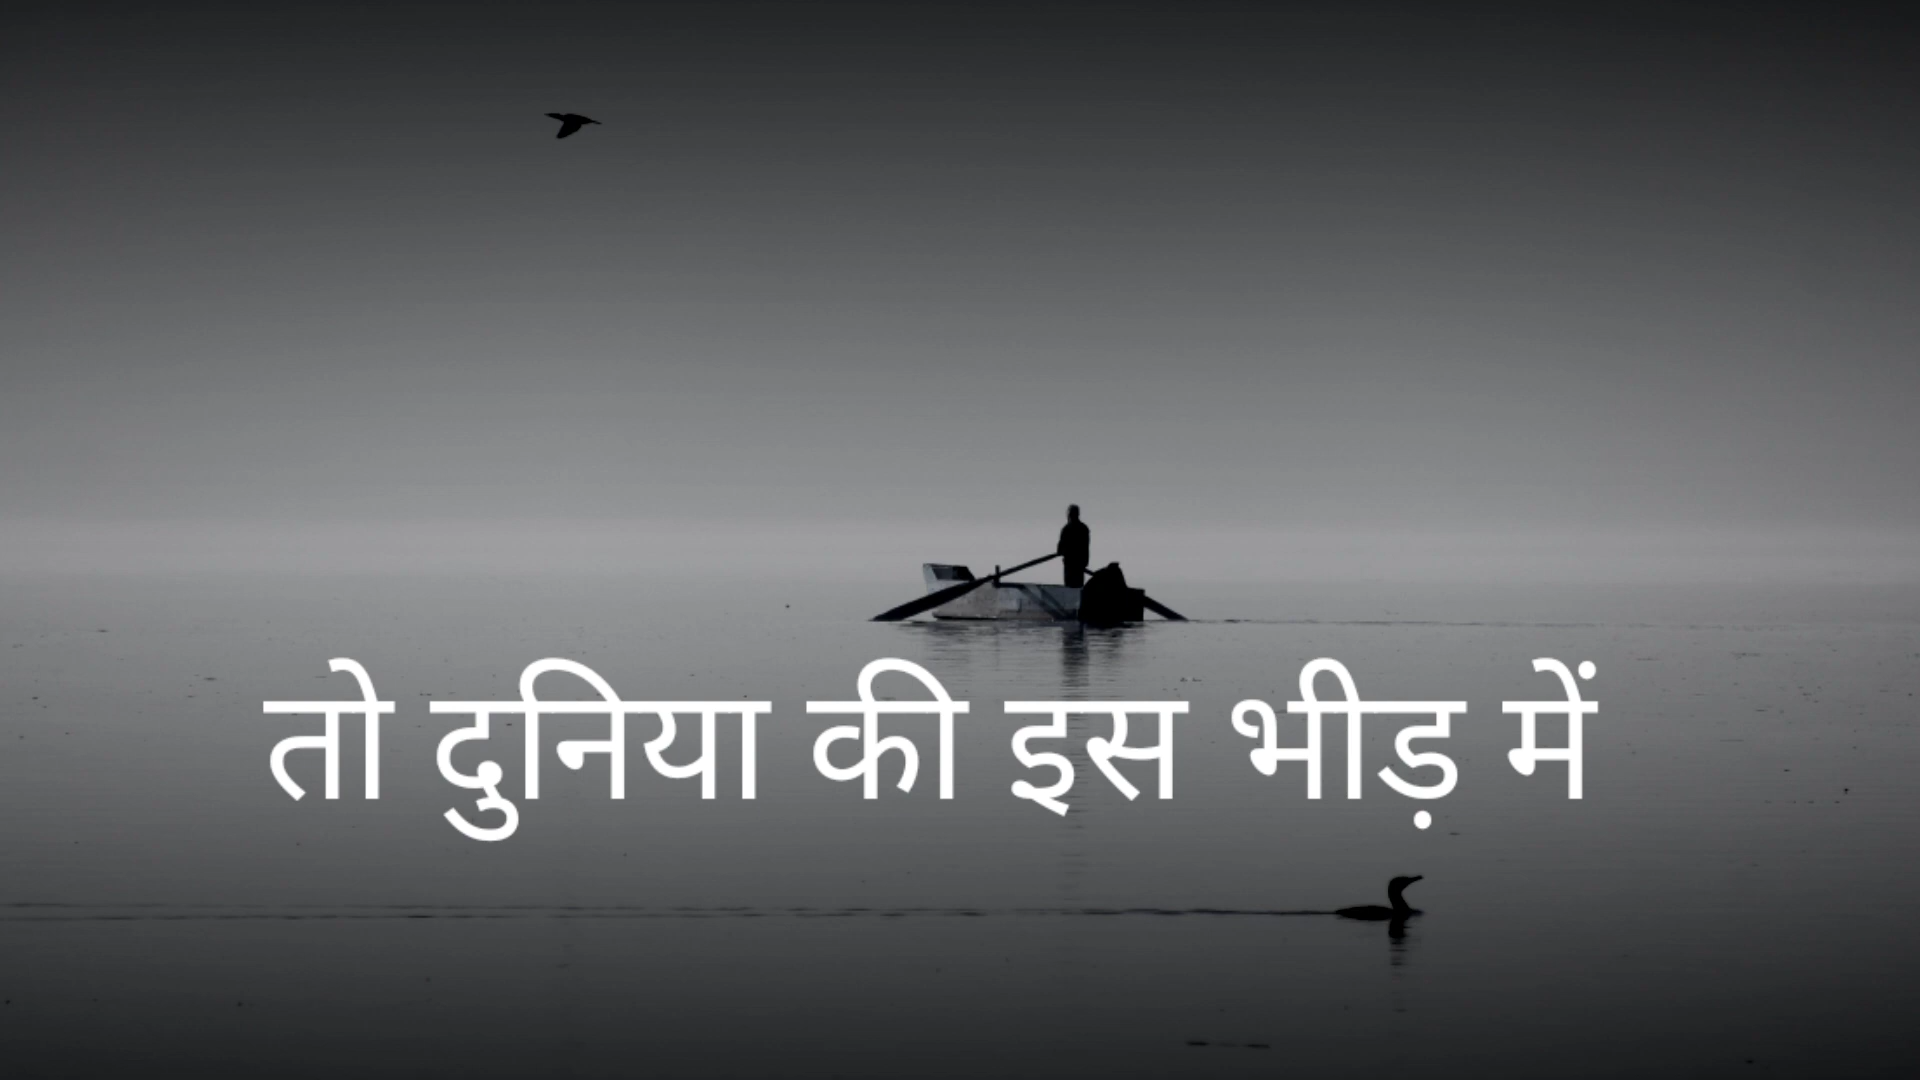 तो दुनिया की इस भीड़ में